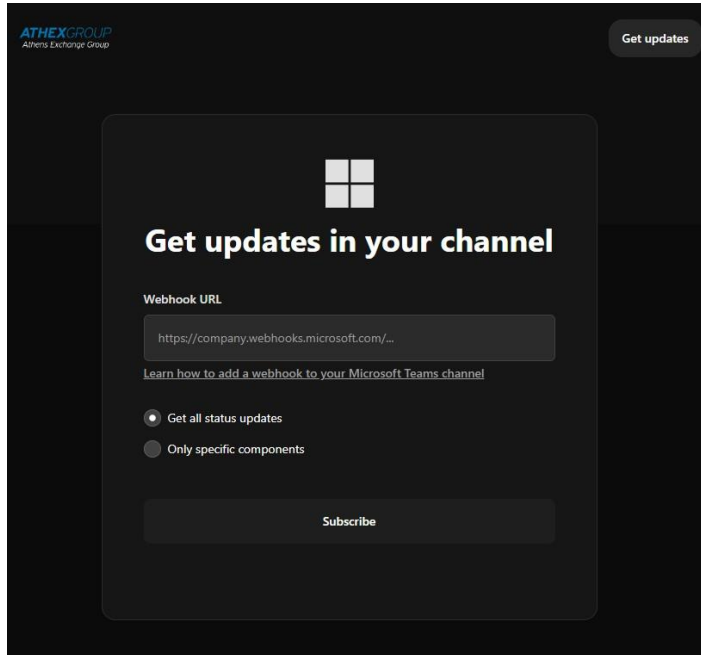 ATHEXGROUP
Athens Exchange Group
Get updates
Get updates in your channel
Webhook URL
https://company.webhooks.microsoft.com/...
Learn how to add a webhook to your Microsoft Teams channel
Get all status updates
Only specific components
Subscribe